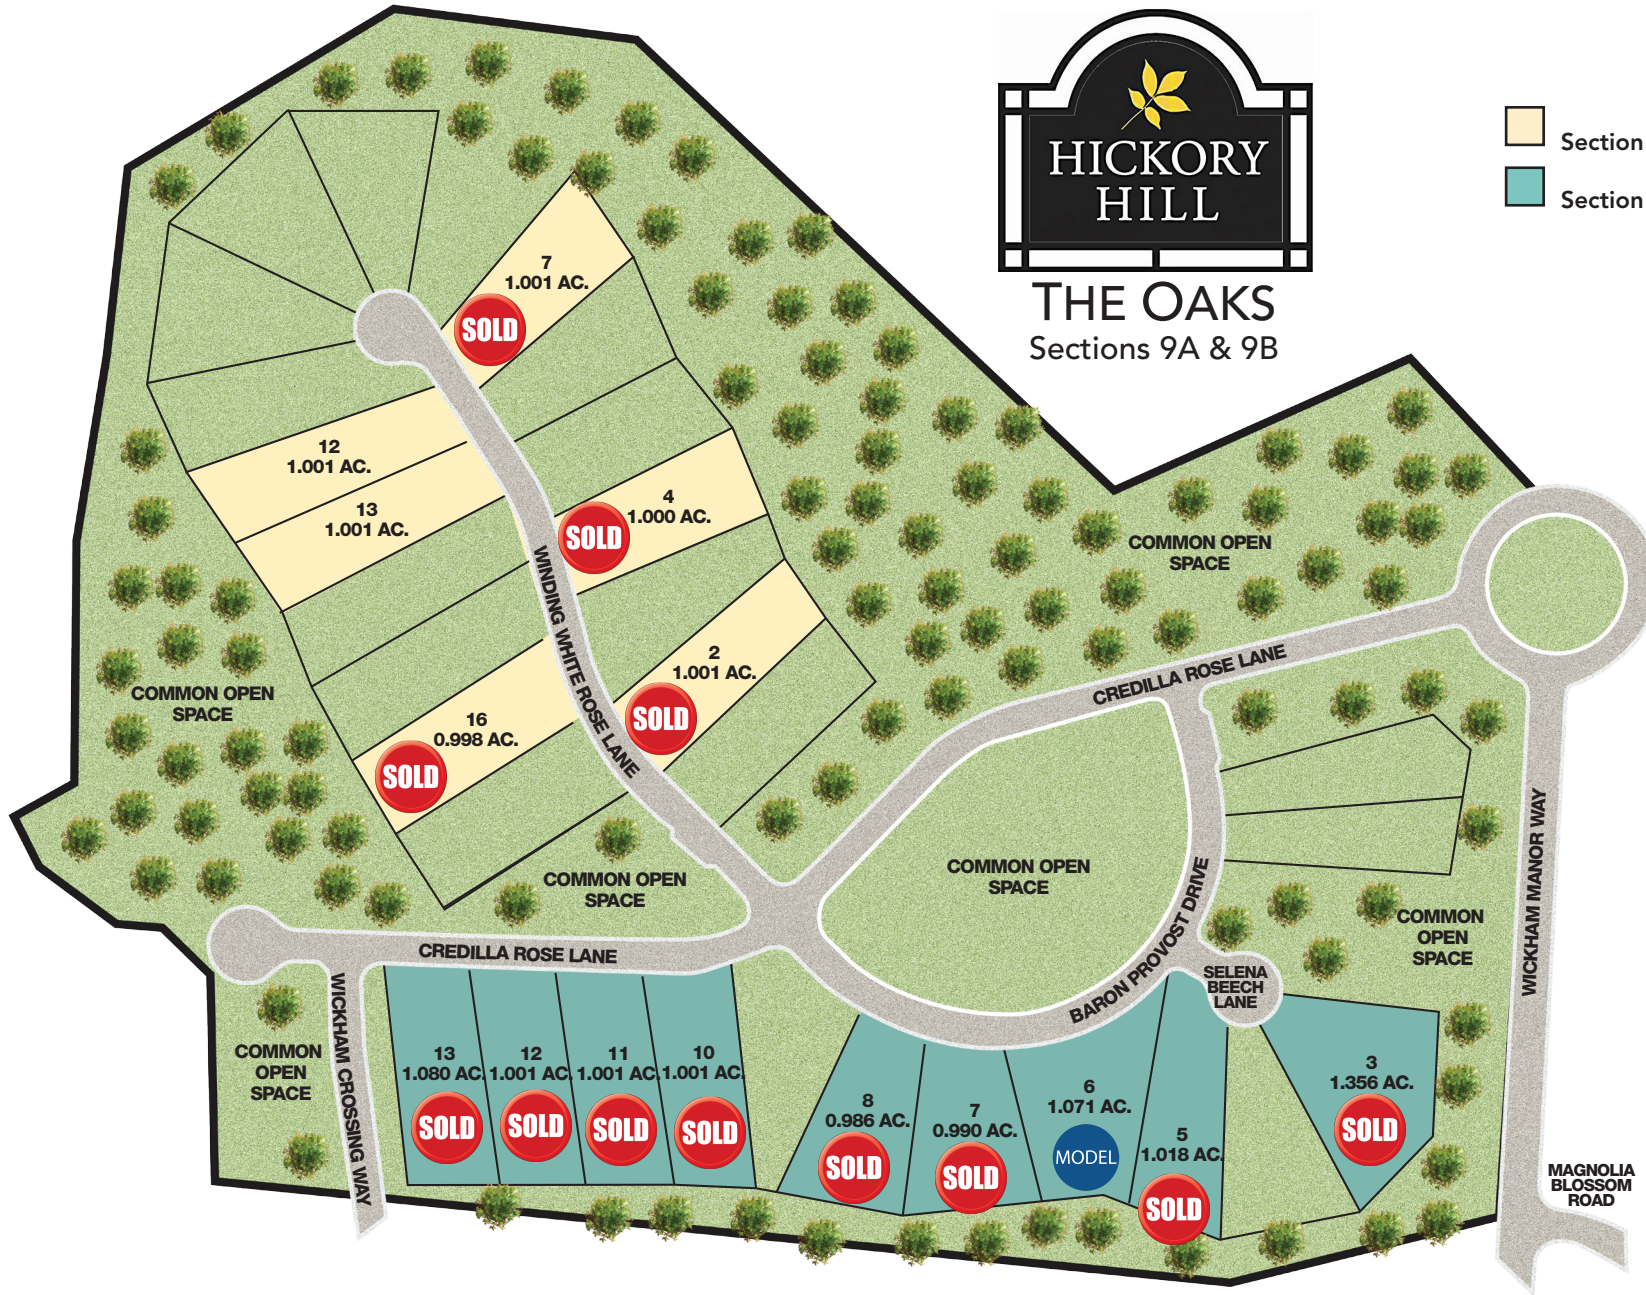 HICKORY
HILL
THE OAKS
Sections 9A & 9B
Section
Section
7
1.001 AC.
SOLD
12
1.001 AC.
13
1.001 AC.
4
1.000 AC.
SOLD
WINDING WHITE ROSE LANE
2
1.001 AC.
SOLD
16
0.998 AC.
SOLD
COMMON OPEN
SPACE
COMMON OPEN
SPACE
CREDILLA ROSE LANE
COMMON OPEN
SPACE
COMMON OPEN
SPACE
BARON PROVOST DRIVE
WICKHAM MANOR WAY
COMMON
OPEN
SPACE
SELENA
BEECH
LANE
CREDILLA ROSE LANE
WICKHAM CROSSING WAY
COMMON
OPEN
SPACE
13
1.080 AC.
SOLD
12
1.001 AC.
SOLD
11
1.001 AC.
SOLD
10
1.001 AC.
SOLD
8
0.986 AC.
SOLD
7
0.990 AC.
SOLD
6
1.071 AC.
MODEL
5
1.018 AC.
SOLD
3
1.356 AC.
SOLD
MAGNOLIA
BLOSSOM
ROAD